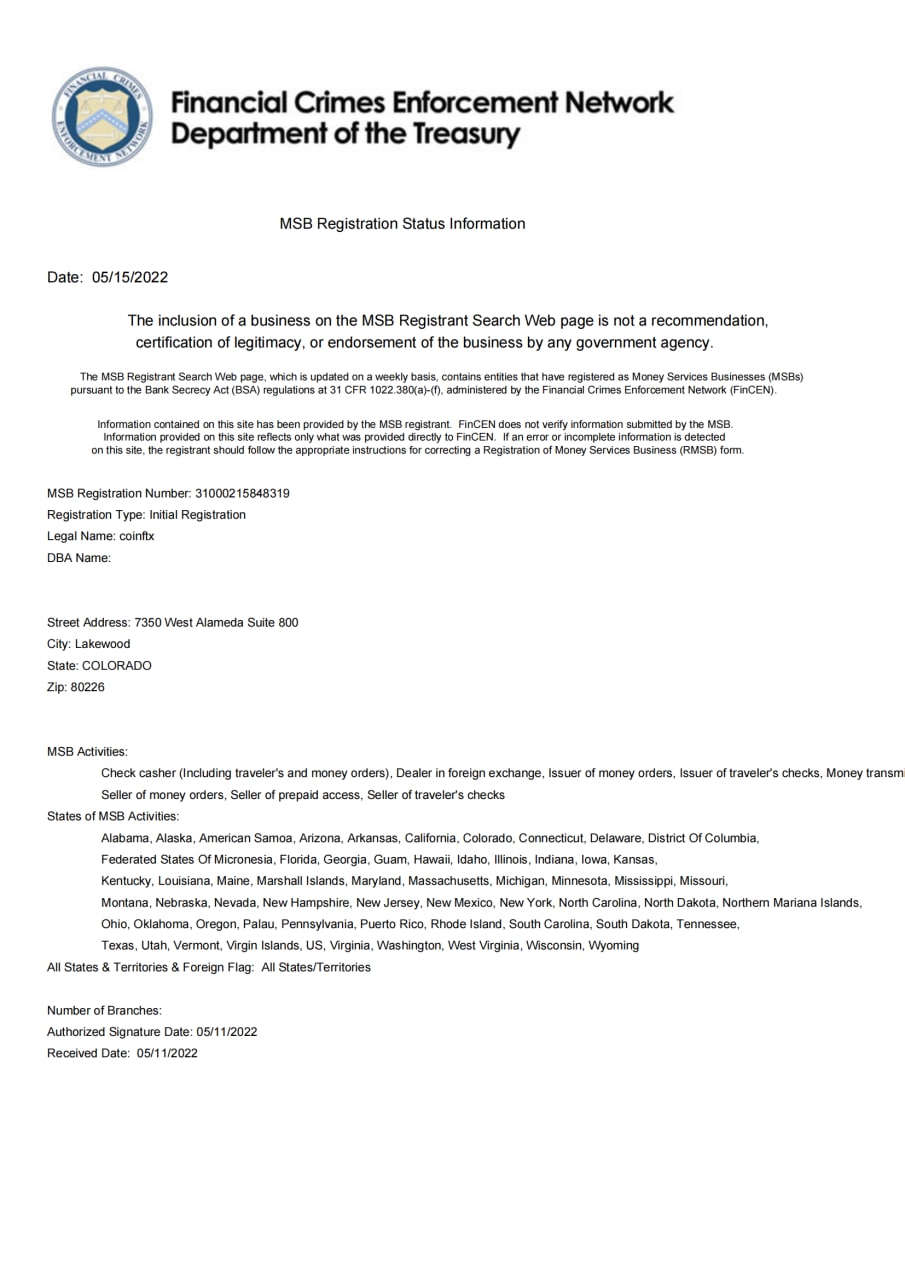 FINANCIAL CRIMES ENFORCEMENT NETWORK
Financial Crimes Enforcement Network
Department of the Treasury
MSB Registration Status Information
Date: 05/15/2022
The inclusion of a business on the MSB Registrant Search Web page is not a recommendation,
certification of legitimacy, or endorsement of the business by any government agency.
The MSB Registrant Search Web page, which is updated on a weekly basis, contains entities that have registered as Money Services Businesses (MSBs)
pursuant to the Bank Secrecy Act (BSA) regulations at 31 CFR 1022.380(a)-(f), administered by the Financial Crimes Enforcement Network (FinCEN).
Information contained on this site has been provided by the MSB registrant. FinCEN does not verify information submitted by the MSB.
Information provided on this site reflects only what was provided directly to FinCEN. If an error or incomplete information is detected
on this site, the registrant should follow the appropriate instructions for correcting a Registration of Money Services Business (RMSB) form.
MSB Registration Number: 31000215848319
Registration Type: Initial Registration
Legal Name: coinftx
DBA Name:
Street Address: 7350 West Alameda Suite 800
City: Lakewood
State: COLORADO
Zip: 80226
MSB Activities:
Check casher (Including traveler's and money orders), Dealer in foreign exchange, Issuer of money orders, Issuer of traveler's checks, Money transmi
Seller of money orders, Seller of prepaid access, Seller of traveler's checks
States of MSB Activities:
Alabama, Alaska, American Samoa, Arizona, Arkansas, California, Colorado, Connecticut, Delaware, District Of Columbia,
Federated States Of Micronesia, Florida, Georgia, Guam, Hawaii, Idaho, Illinois, Indiana, Iowa, Kansas,
Kentucky, Louisiana, Maine, Marshall Islands, Maryland, Massachusetts, Michigan, Minnesota, Mississippi, Missouri,
Montana, Nebraska, Nevada, New Hampshire, New Jersey, New Mexico, New York, North Carolina, North Dakota, Northern Mariana Islands,
Ohio, Oklahoma, Oregon, Palau, Pennsylvania, Puerto Rico, Rhode Island, South Carolina, South Dakota, Tennessee,
Texas, Utah, Vermont, Virgin Islands, US, Virginia, Washington, West Virginia, Wisconsin, Wyoming
All States & Territories & Foreign Flag: All States/Territories
Number of Branches:
Authorized Signature Date: 05/11/2022
Received Date: 05/11/2022